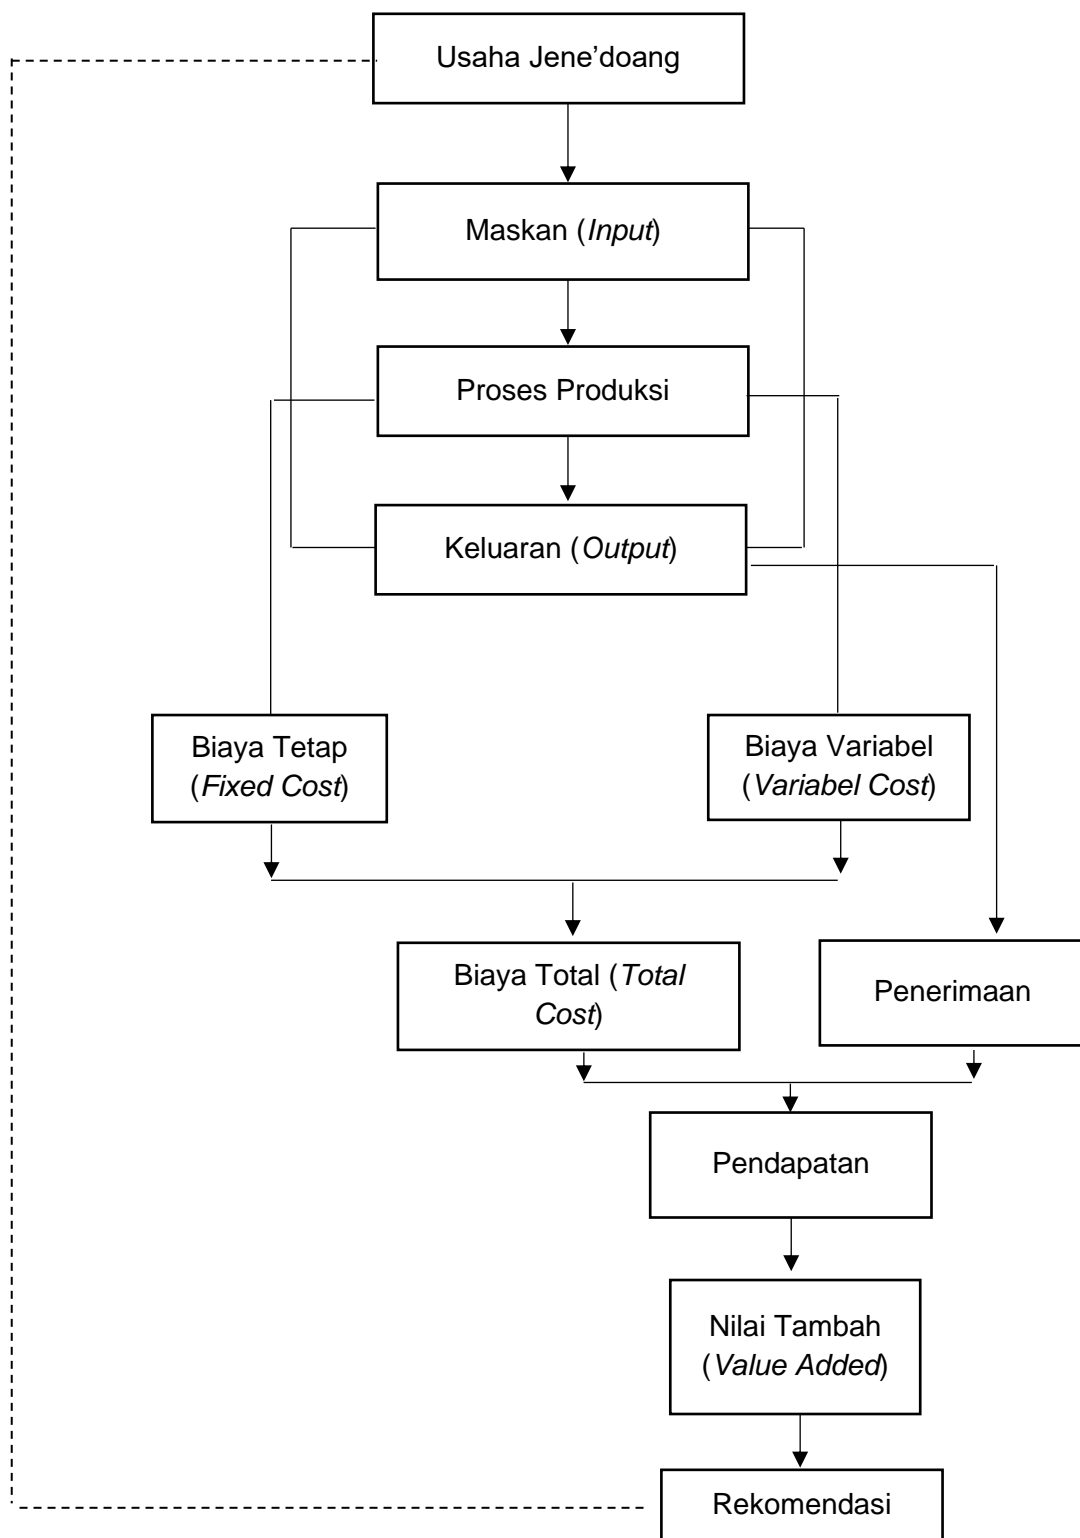 Usaha Jene’doang
Maskan (Input)
Proses Produksi
Keluaran (Output)
Biaya Tetap
(Fixed Cost)
Biaya Variabel
(Variabel Cost)
Biaya Total (Total
Cost)
Penerimaan
Pendapatan
Nilai Tambah
(Value Added)
Rekomendasi